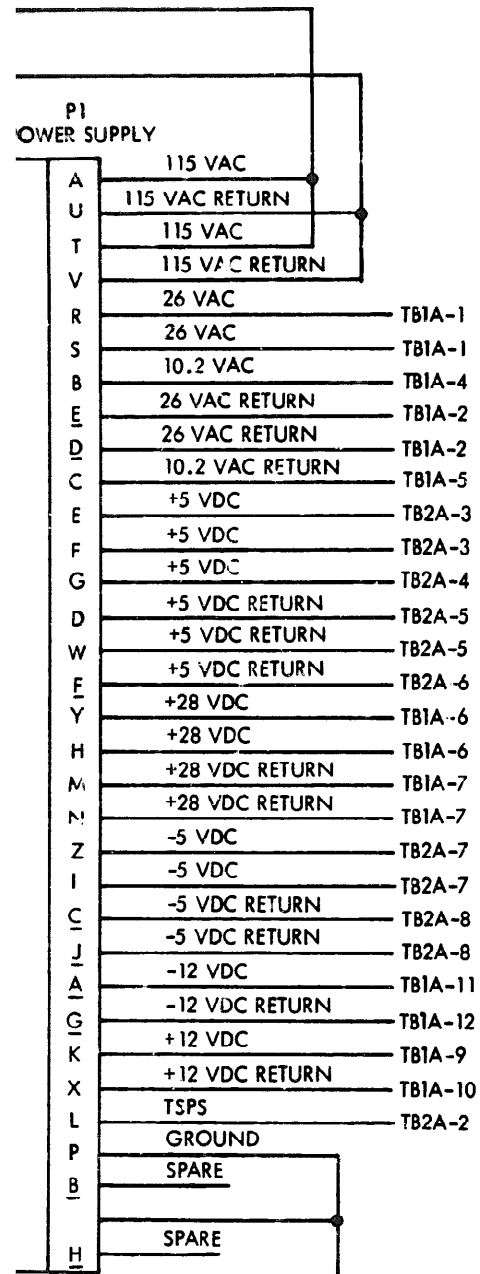 P1
OWER SUPPLY
A 115 VAC
U 115 VAC RETURN
T 115 VAC
V 115 VAC RETURN
R 26 VAC TB1A-1
S 26 VAC TB1A-1
B 10.2 VAC TB1A-4
E 26 VAC RETURN TB1A-2
D 26 VAC RETURN TB1A-2
C 10.2 VAC RETURN TB1A-5
E +5 VDC TB2A-3
F +5 VDC TB2A-3
G +5 VDC TB2A-4
D +5 VDC RETURN TB2A-5
W +5 VDC RETURN TB2A-5
F +5 VDC RETURN TB2A-6
Y +28 VDC TB1A-6
H +28 VDC TB1A-6
M +28 VDC RETURN TB1A-7
N +28 VDC RETURN TB1A-7
Z -5 VDC TB2A-7
I -5 VDC TB2A-7
C -5 VDC RETURN TB2A-8
J -5 VDC RETURN TB2A-8
A -12 VDC TB1A-11
G -12 VDC RETURN TB1A-12
K +12 VDC TB1A-9
X +12 VDC RETURN TB1A-10
L TSPS TB2A-2
P GROUND
B SPARE
H SPARE